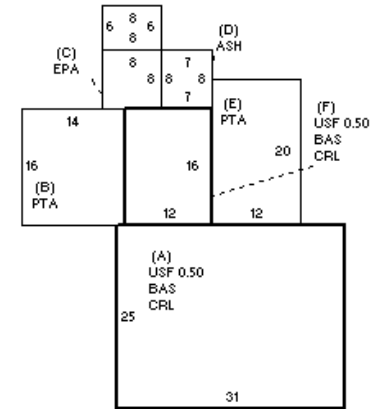 8
6 6
8
(D)
ASH
(C)
EPA
8
8
7
8 8
7
14
16
(B)
PTA
16
12
(E)
PTA
20
12
(F)
USF 0.50
BAS
CRL
(A)
USF 0.50
BAS
CRL
25
31